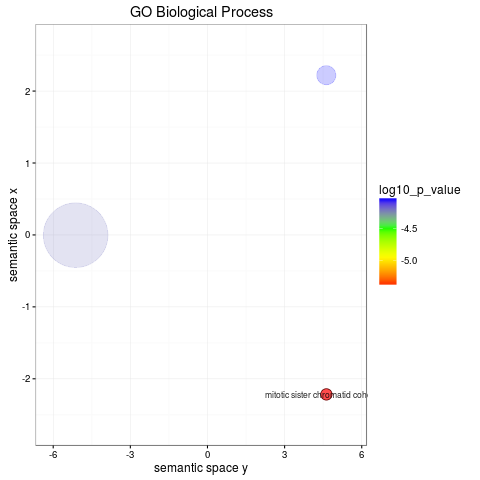 GO Biological Process
2
1
0
-1
-2
semantic space x
mitotic sister chromatid coh
-6
-3
0
3
6
semantic space y
log10_p_value
-4.5
-5.0